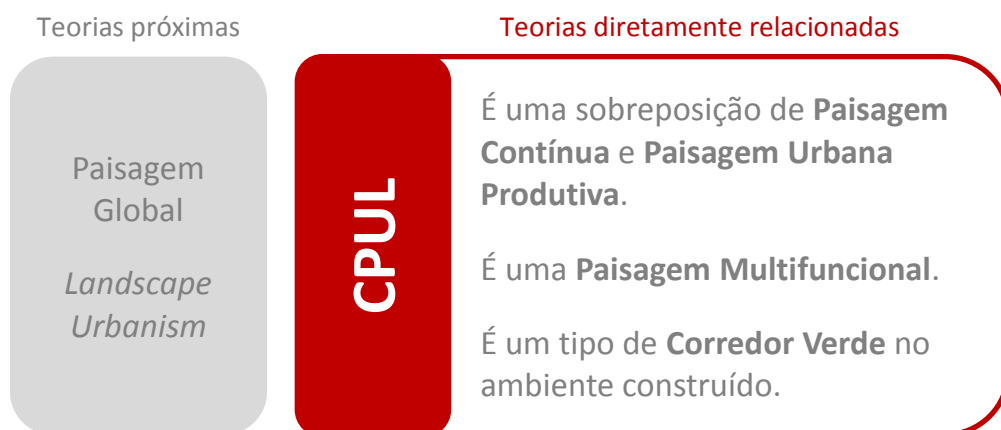 Teorias próximas
Teorias diretamente relacionadas
Paisagem
Global
Landscape
Urbanism
CPUL
É uma sobreposição de Paisagem
Contínua e Paisagem Urbana
Produtiva.
É uma Paisagem Multifuncional.
É um tipo de Corredor Verde no
ambiente construído.